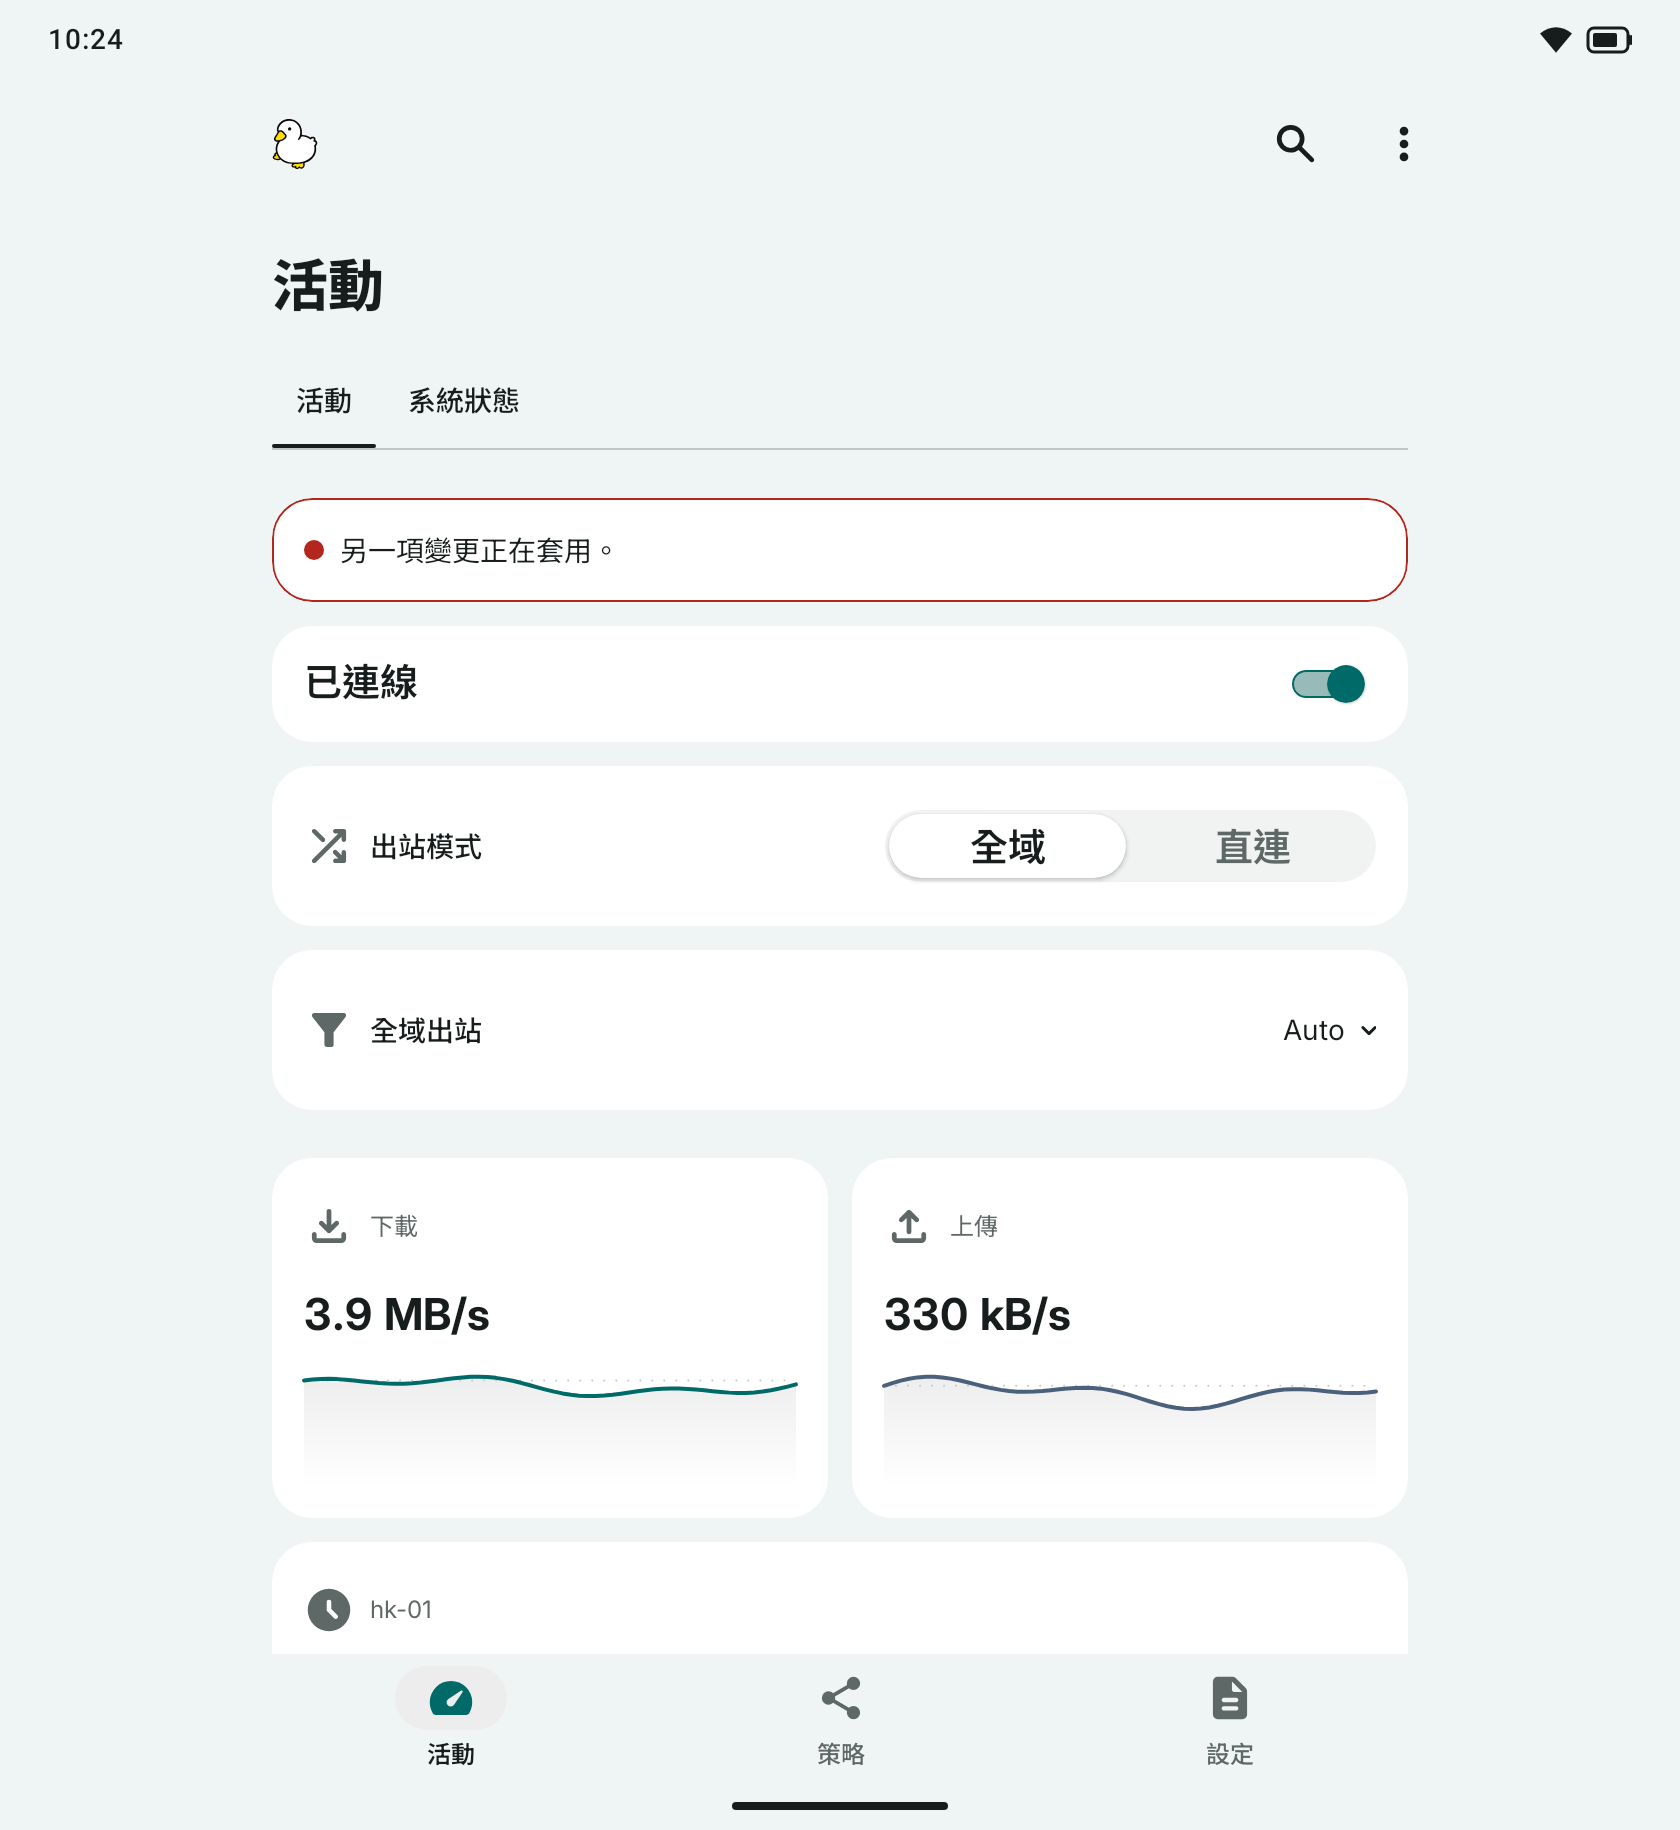 10:24
活動
活動
系統狀態
另一項變更正在套用。
已連線
出站模式
全域
直連
全域出站
Auto
下載
上傳
3.9 MB/s
330 kB/s
hk-01
活動
策略
設定